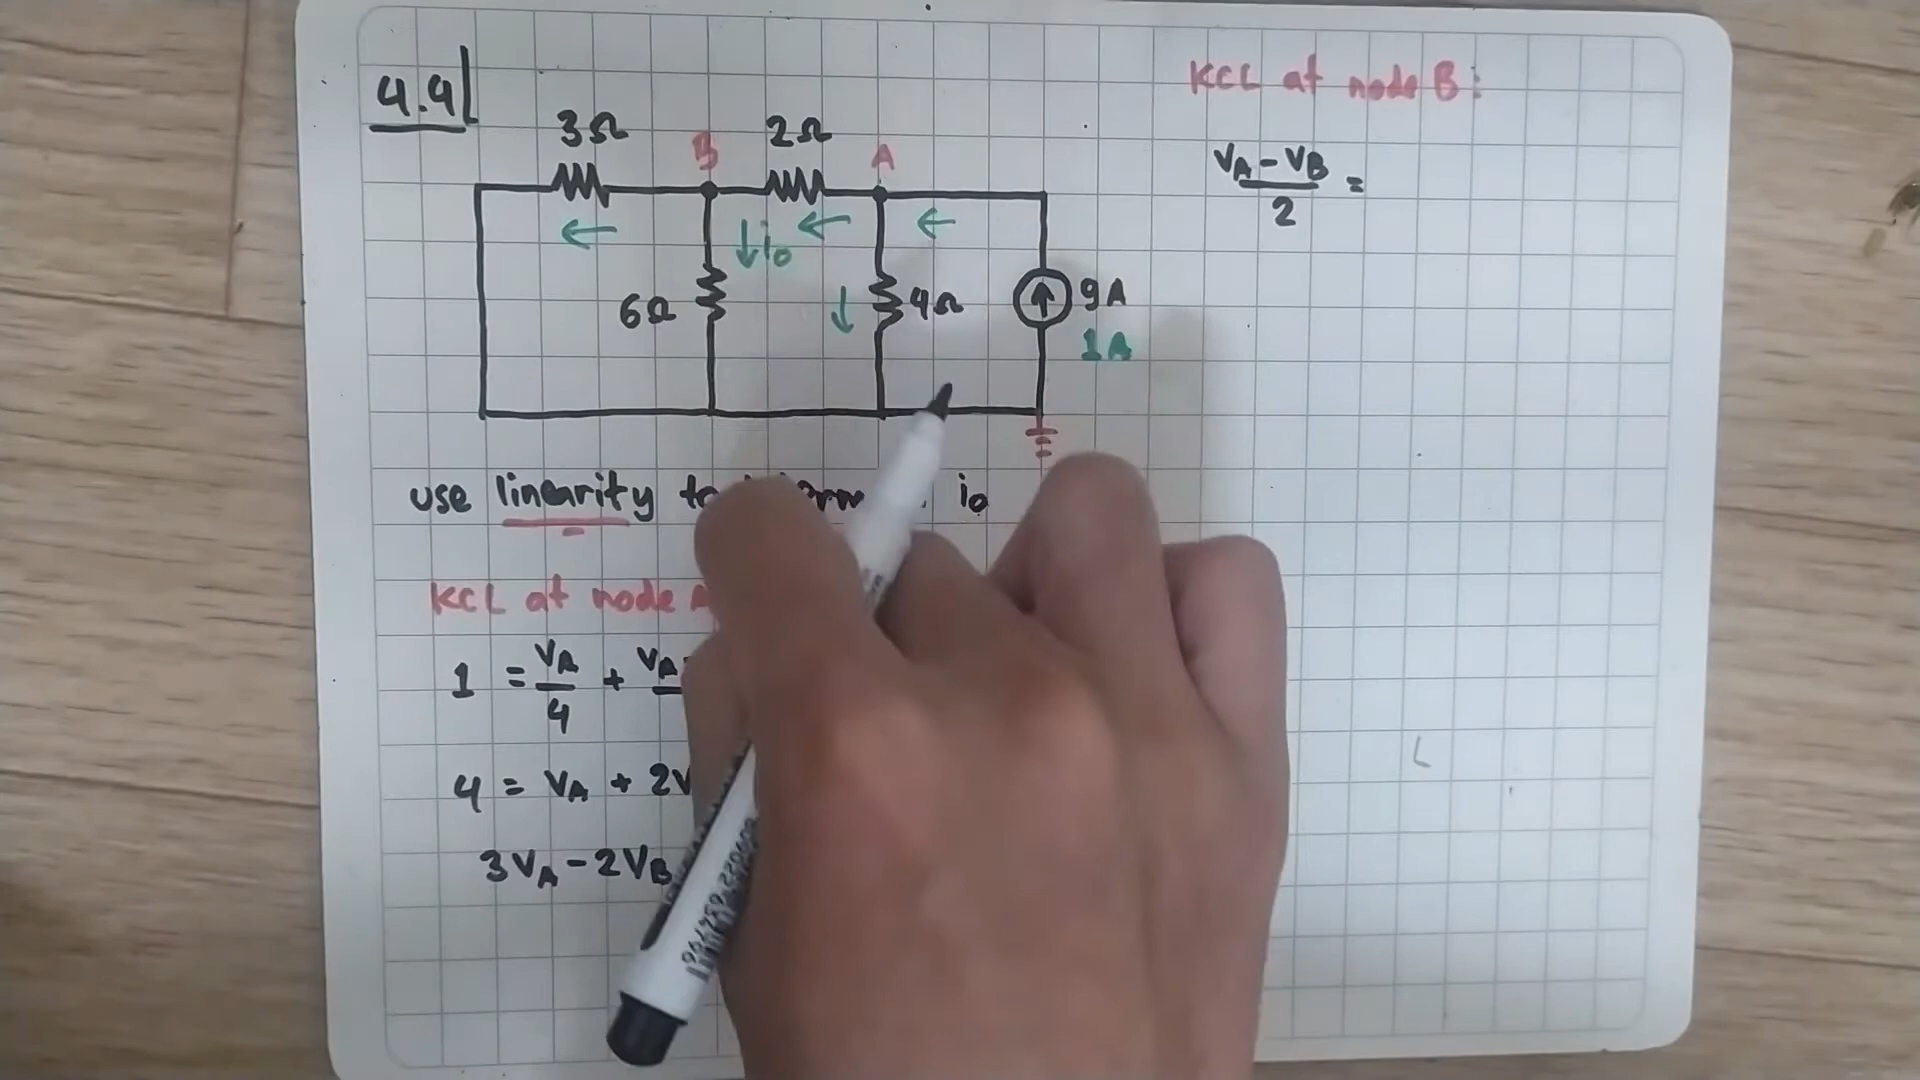 4.4
3Ω
B
2Ω
A
↓io
6Ω
4Ω
9A
1A
use linearity io
KCL at node A
1 = VA/4 + VA
4 = VA + 2V
3VA - 2VB
KCL at node B:
VA - VB/2 =